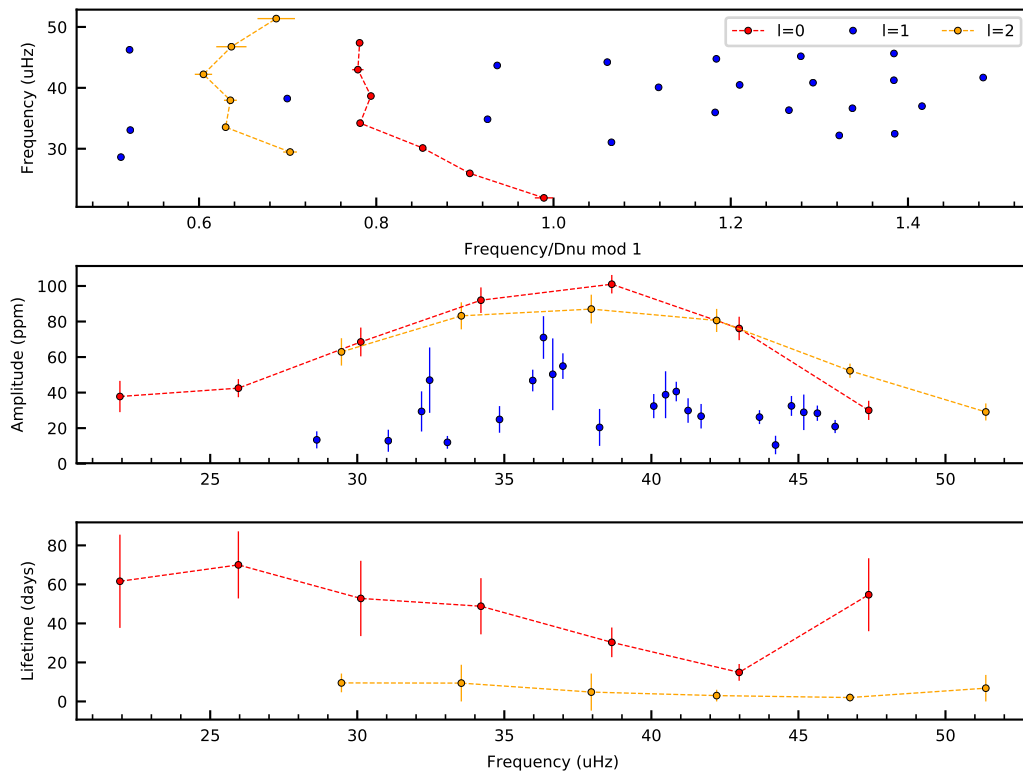 l=0 l=1 l=2
50
40
30
Frequency (uHz)
0.6 0.8 1.0 1.2 1.4
Frequency/Dnu mod 1
100
80
60
40
20
0
Amplitude (ppm)
25 30 35 40 45 50
80
60
40
20
0
Lifetime (days)
25 30 35 40 45 50
Frequency (uHz)